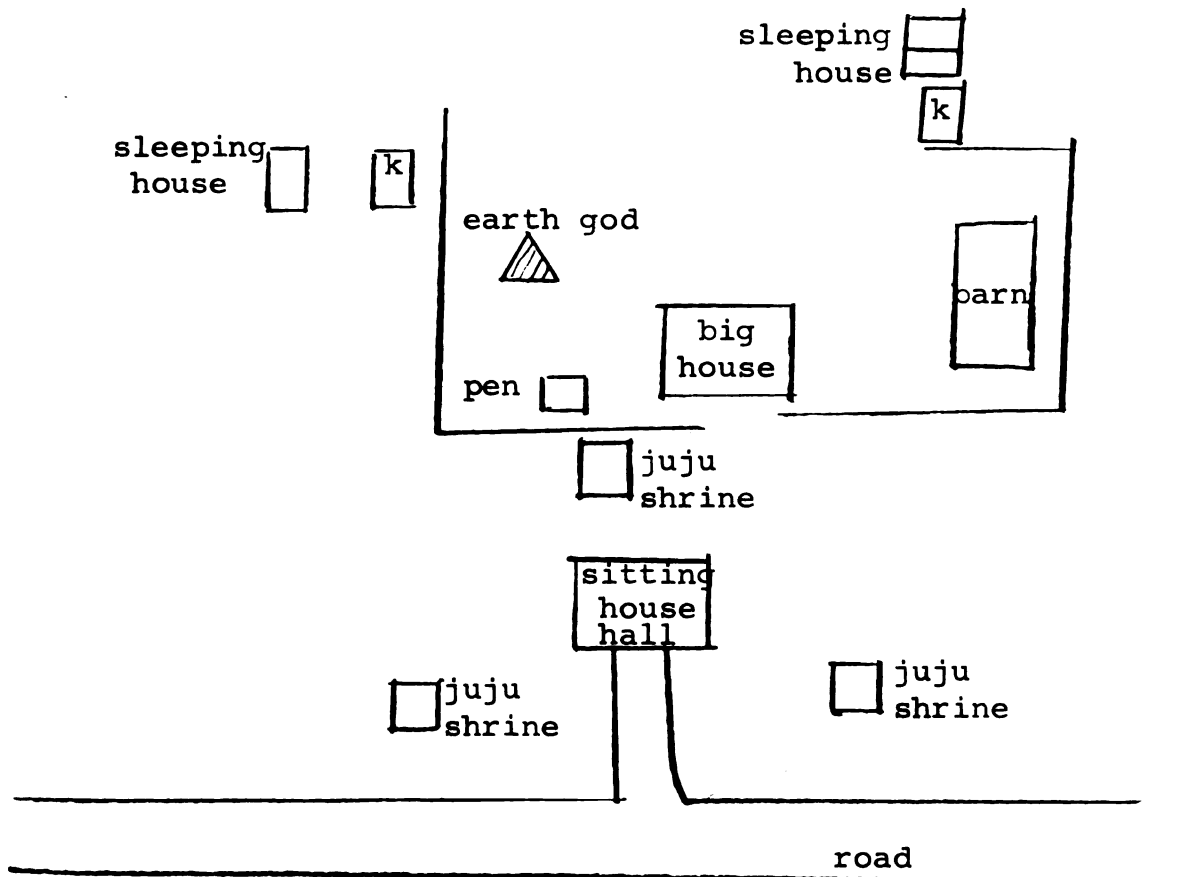 sleeping
house
k
sleeping
house
k
earth god
barn
big
house
pen
juju
shrine
sitting
house
hall
juju
shrine
juju
shrine
road